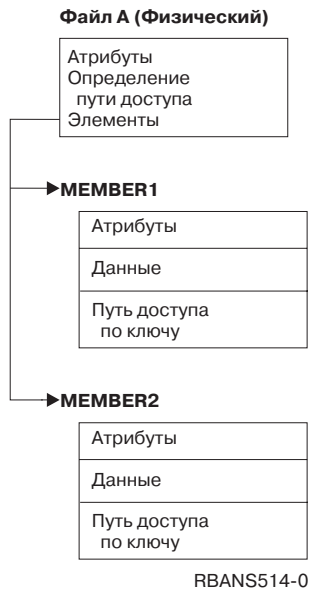 Файл А (Физический)
Атрибуты
Определение
пути доступа
Элементы
MEMBER1
Атрибуты
Данные
Путь доступа
по ключу
MEMBER2
Атрибуты
Данные
Путь доступа
по ключу
RBANS514-0